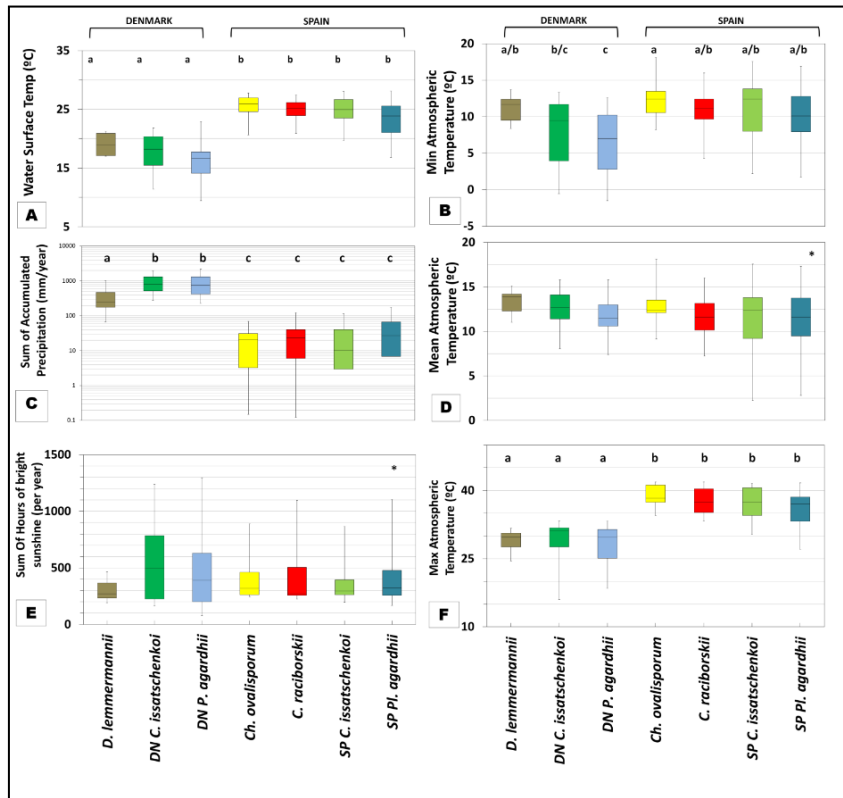 DENMARK SPAIN
DENMARK SPAIN
35
25
15
5
Water Surface Temp (ºC)
a a a b b b b
A
20
15
10
5
0
-5
Min Atmospheric
Temperature (ºC)
a/b b/c c a a/b a/b a/b
B
10000
1000
100
10
1
0.1
Sum of Accumulated
Precipitation (mm/year)
a b b c c c c
C
20
15
10
5
0
Mean Atmospheric
Temperature (ºC)
*
D
1500
1000
500
0
Sum Of Hours of bright
sunshine (per year)
*
E
40
25
10
Max Atmospheric
Temperature (ºC)
a a a b b b b
F
D. lemmermannii
DN C. issatschenkoi
DN P. agardhii
Ch. ovalisporum
C. raciborskii
SP C. issatschenkoi
SP Pl. agardhii
D. lemmermannii
DN C. issatschenkoi
DN P. agardhii
Ch. ovalisporum
C. raciborskii
SP C. issatschenkoi
SP Pl. agardhii